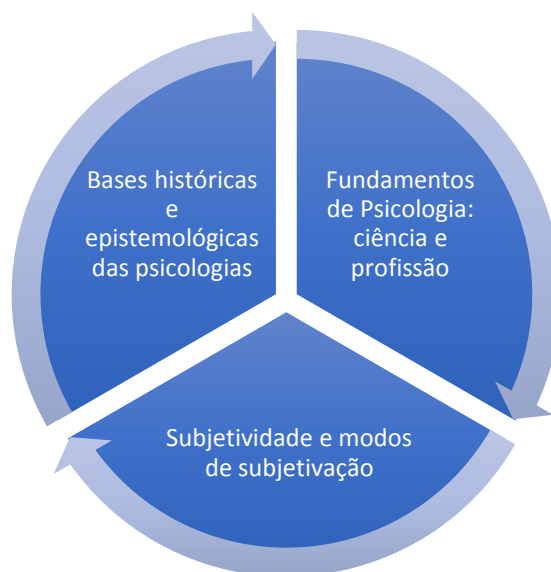 Bases históricas
e
epistemológicas
das psicologias
Fundamentos
de Psicologia:
ciência e
profissão
Subjetividade e modos
de subjetivação